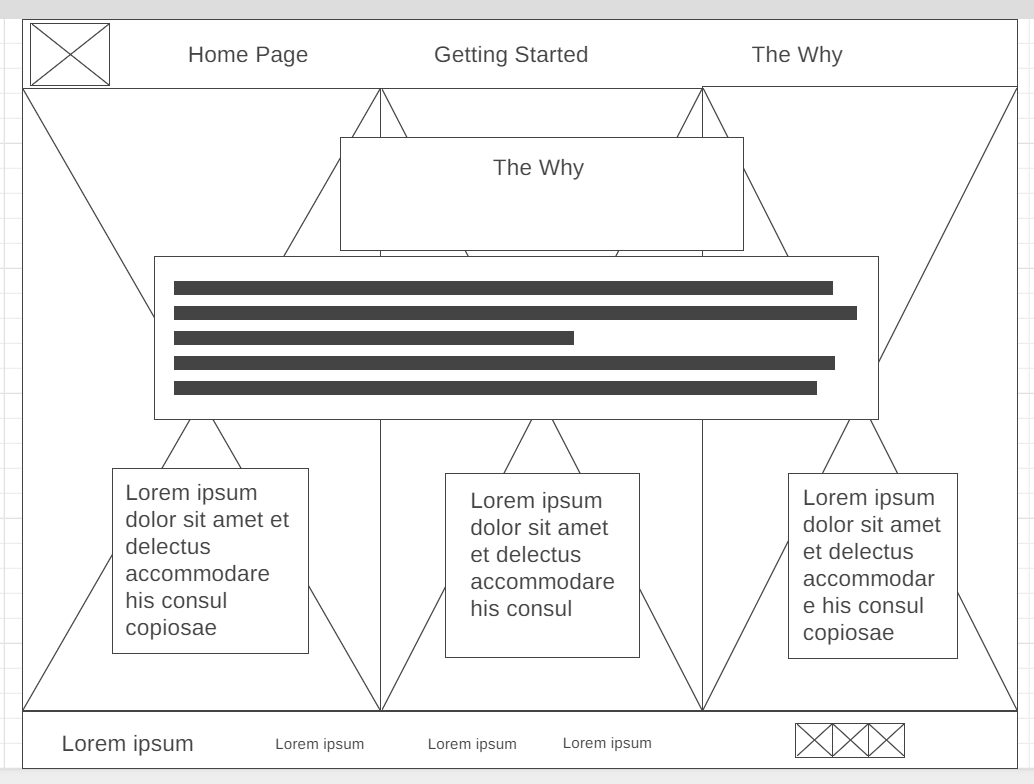 Home Page
Getting Started
The Why
The Why
Lorem ipsum
dolor sit amet et
delectus
accommodare
his consul
copiosae
Lorem ipsum
dolor sit amet
et delectus
accommodare
his consul
Lorem ipsum
dolor sit amet
et delectus
accommodar
e his consul
copiosae
Lorem ipsum
Lorem ipsum
Lorem ipsum
Lorem ipsum